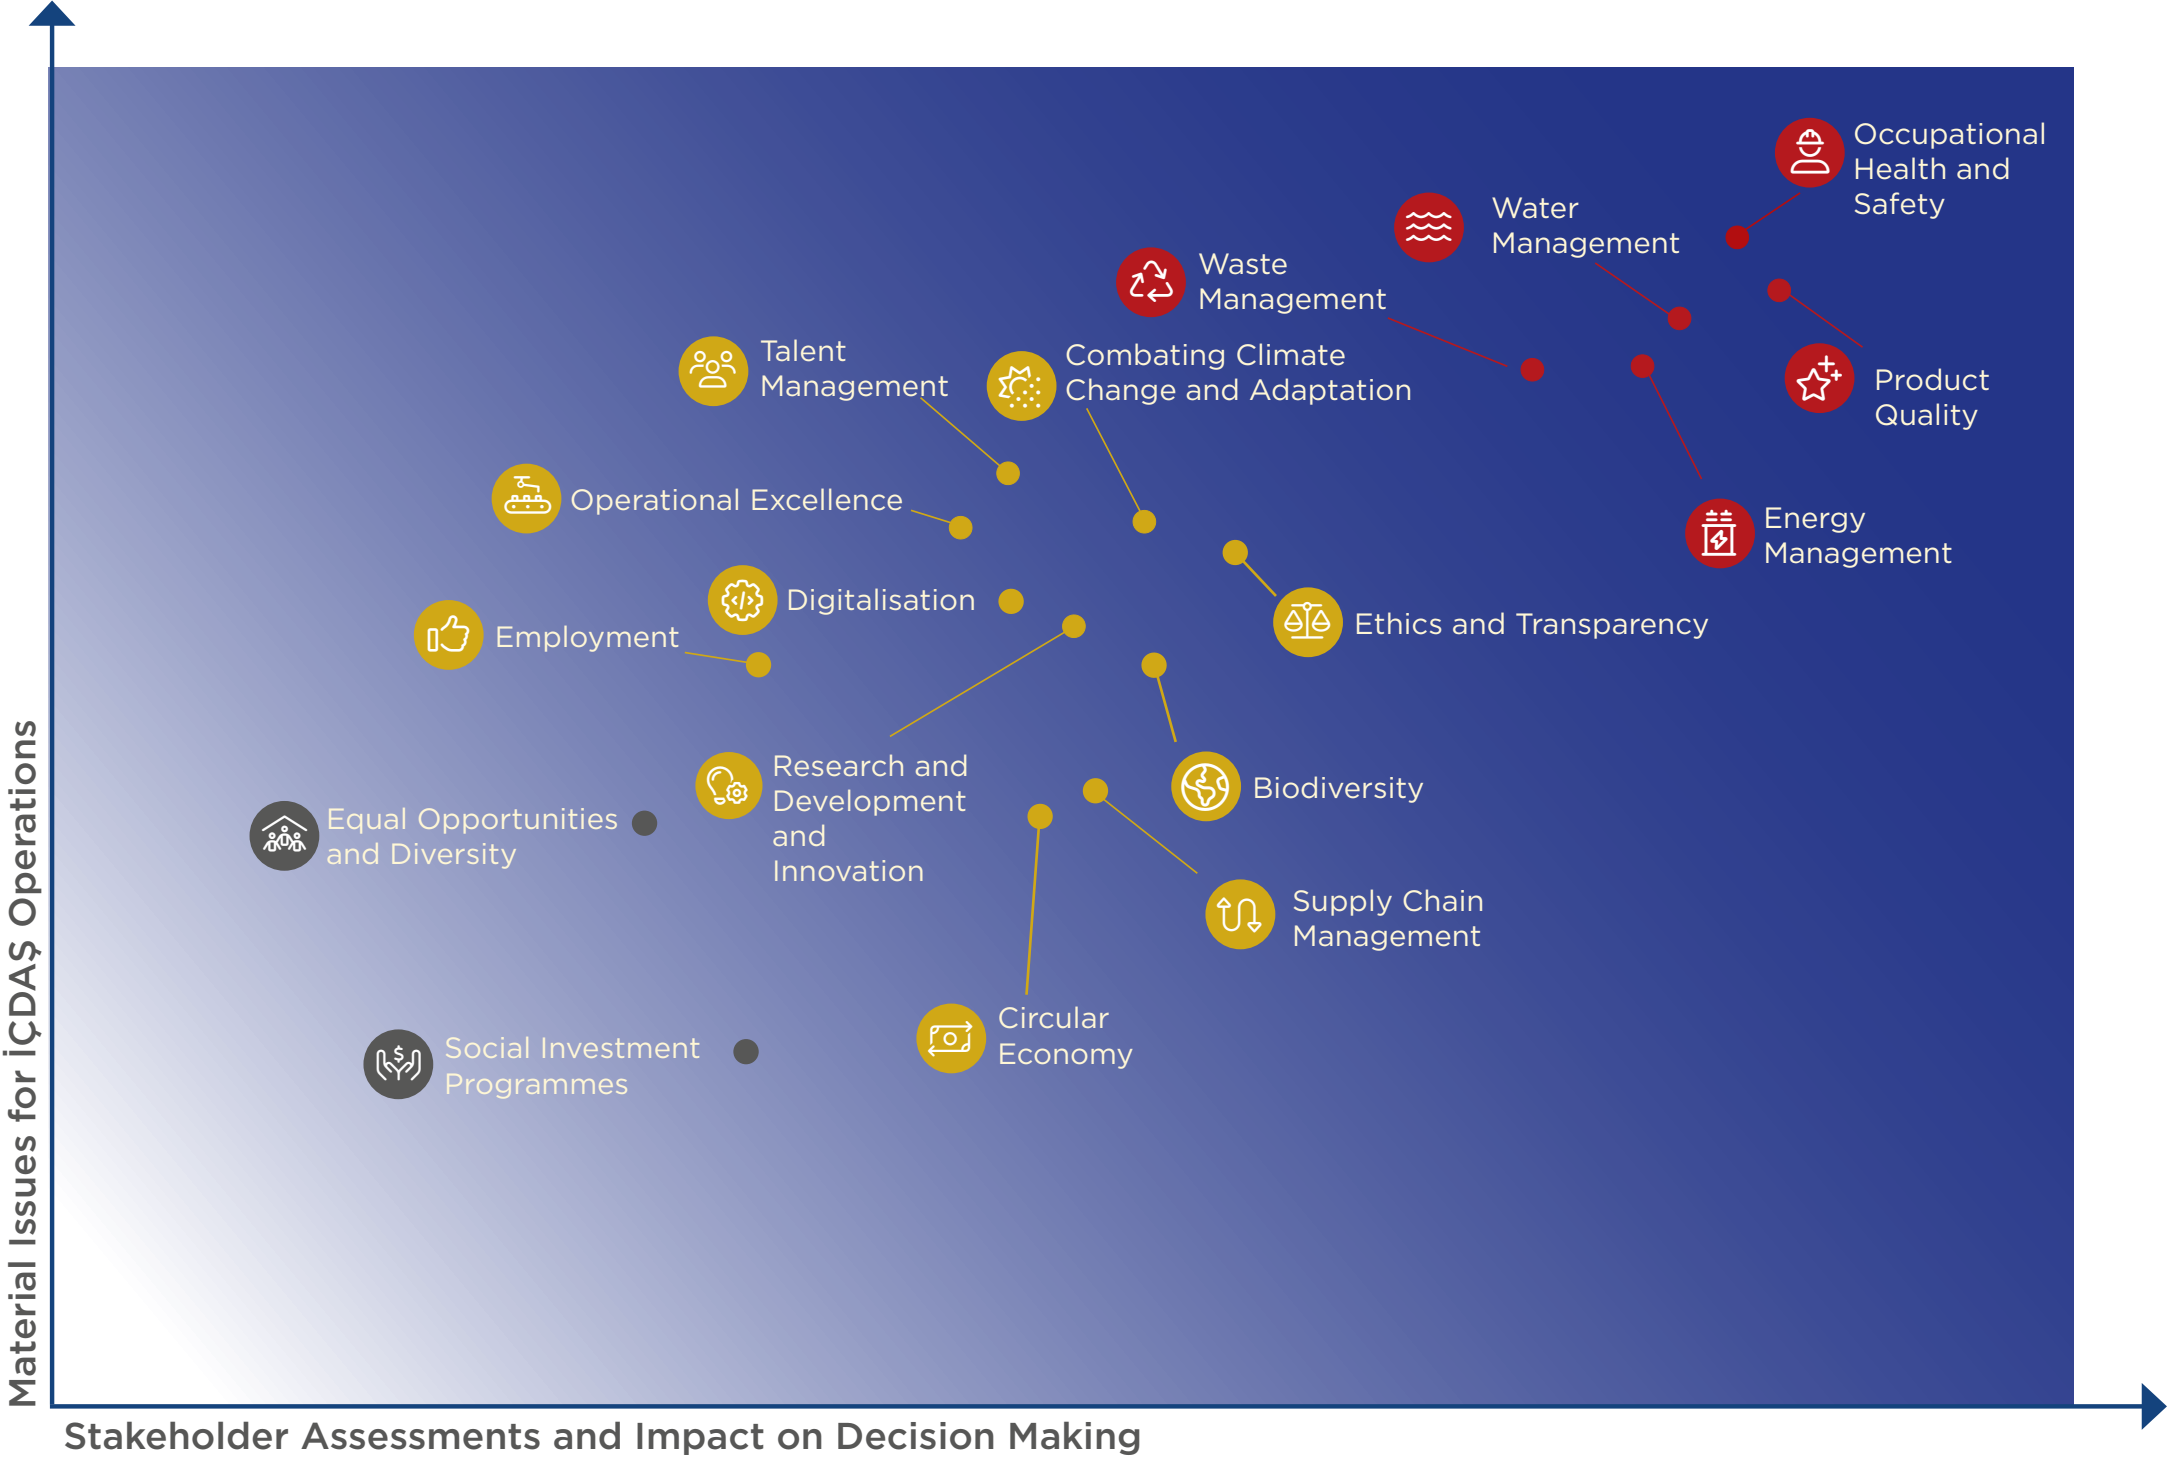 Occupational
Health and
Safety
Water
Management
Waste
Management
Talent
Management
Combating Climate
Change and Adaptation
Product
Quality
Operational Excellence
Energy
Management
Digitalisation
Employment
Ethics and Transparency
Research and
Development
and
Innovation
Biodiversity
Equal Opportunities
and Diversity
Supply Chain
Management
Circular
Economy
Social Investment
Programmes
Material Issues for İÇDAŞ Operations
Stakeholder Assessments and Impact on Decision Making